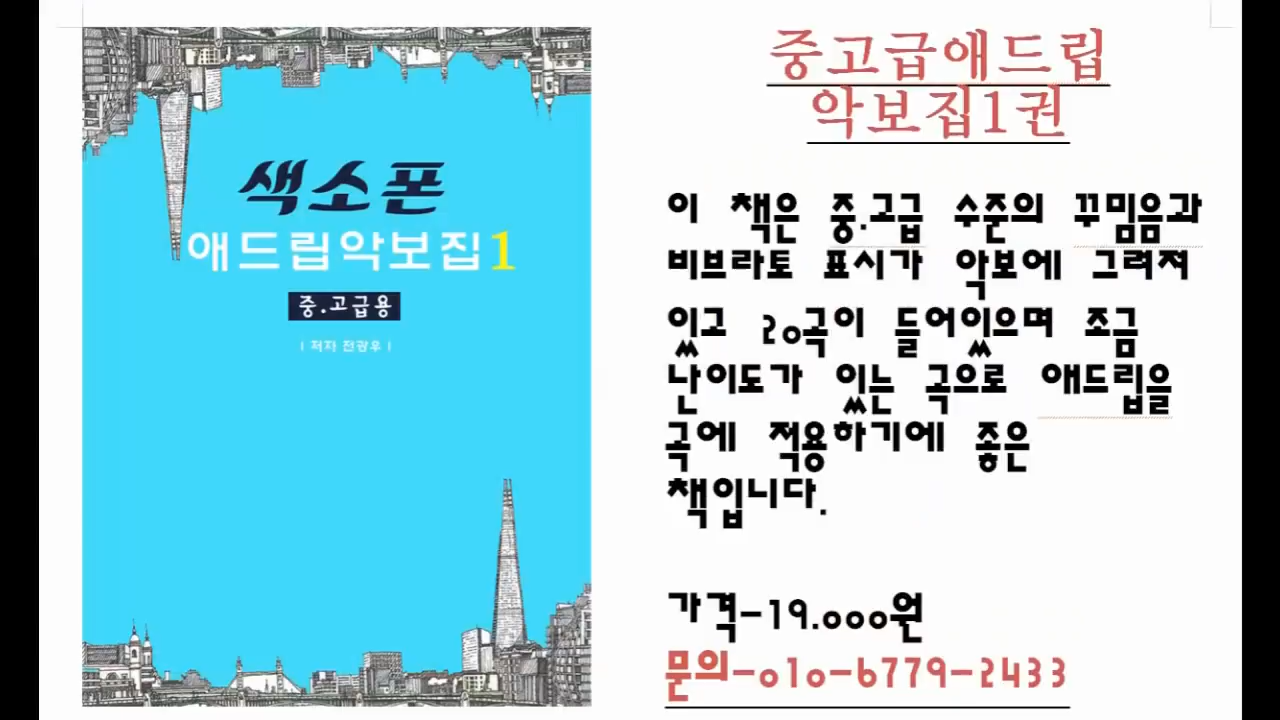 색소폰
애드립악보집1
중.고급용
| 저자 전광우 |
중고급애드립
악보집1권
이 책은 중.고급 수준의 꾸밈음과
비브라토 표시가 악보에 그려져
있고 20곡이 들어있으며 조금
난이도가 있는 곡으로 애드립을
곡에 적용하기에 좋은
책입니다.
가격-19.000원
문의-010-6779-2433